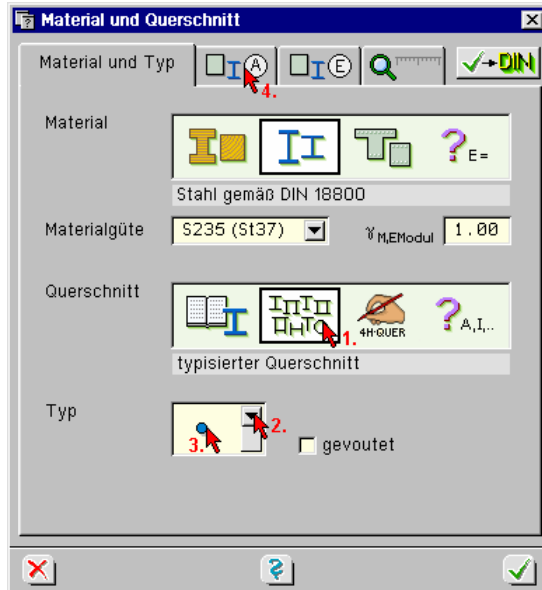 Material und Querschnitt
Material und Typ
A
E
DIN
4.
Material
E=
Stahl gemäß DIN 18800
Materialgüte
S235 (St37)
γ M,EModul
1.00
Querschnitt
4H-QUER
A,I,..
1.
typisierter Querschnitt
Typ
2.
3.
gevoutet